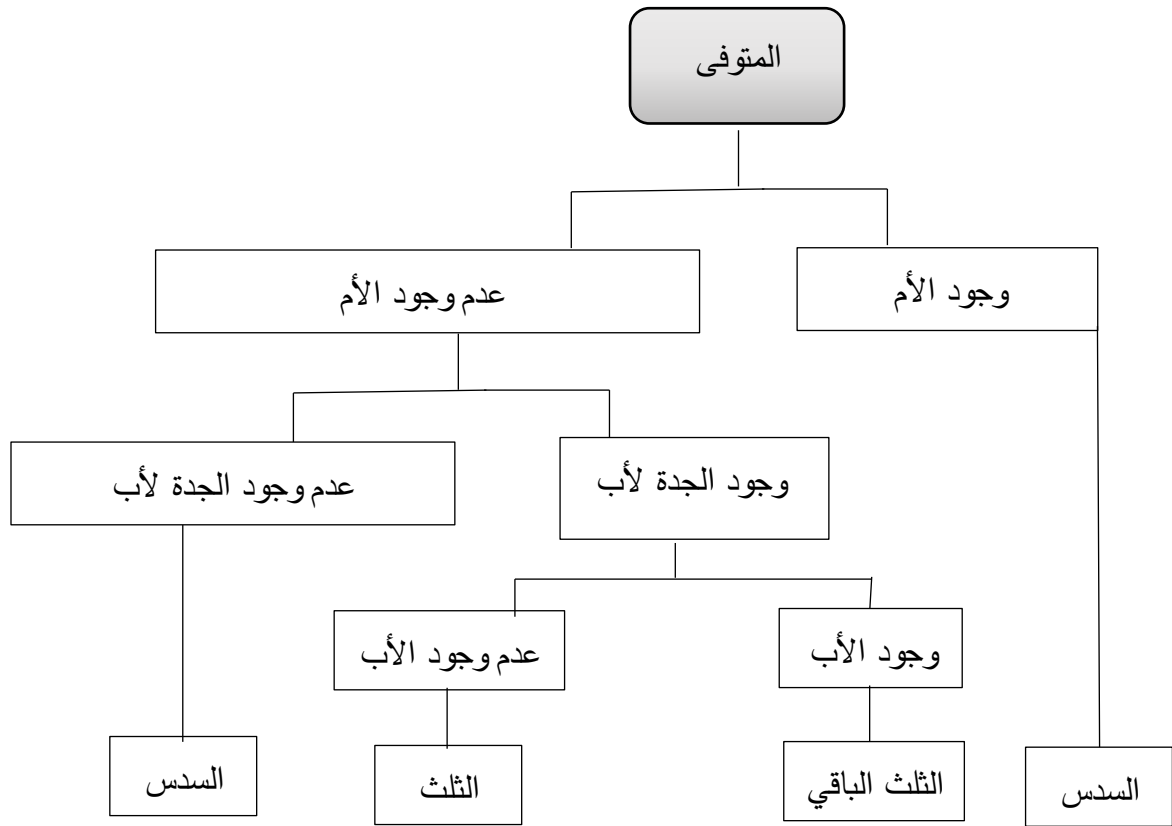 المتوفى
وجود الأم
عدم وجود الأم
وجود الجدة لأب
عدم وجود الجدة لأب
وجود الأب
عدم وجود الأب
السدس
الثلث الباقي
الثلث
السدس